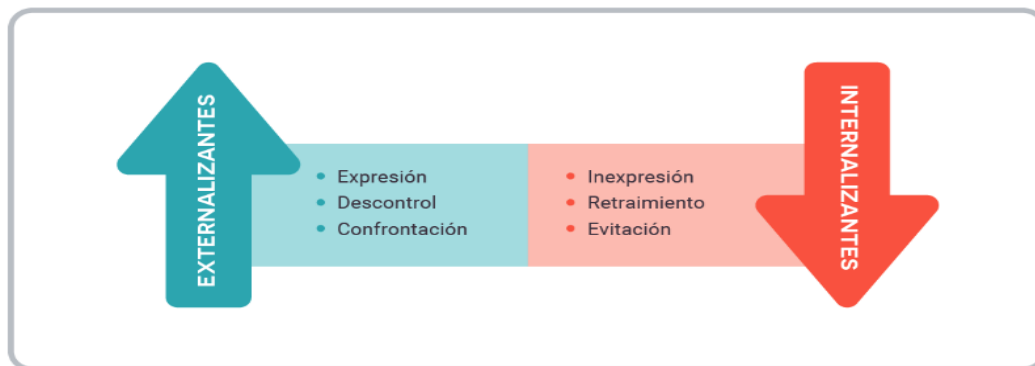 EXTERNALIZANTES
Expresión
Descontrol
Confrontación
Inexpresión
Retraimiento
Evitación
INTERNALIZANTES